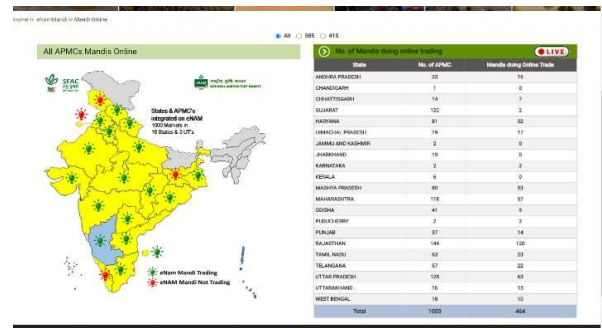 Home » eNamMandi » Mandi Online
All 585 415
All APMCs Mandis Online
SFAC
राष्ट्रीय कृषि बाजार
NATIONAL AGRICULTURE MARKET
States & APMC's
integrated on eNAM
1000 Markets in
18 States & 3 UT's
eNam Mandi Trading
eNAM Mandi Not Trading
No. of Mandis doing online trading LIVE
State No. of APMC Mandis doing Online Trade
ANDHRA PRADESH 33 16
CHANDIGARH 1 0
CHHATTISGARH 14 7
GUJARAT 122 2
HARYANA 81 32
HIMACHAL PRADESH 19 17
JAMMU AND KASHMIR 2 0
JHARKHAND 19 0
KARNATAKA 2 2
KERALA 6 0
MADHYA PRADESH 80 53
MAHARASHTRA 118 57
ODISHA 41 9
PUDUCHERRY 2 2
PUNJAB 37 14
RAJASTHAN 144 120
TAMIL NADU 63 23
TELANGANA 57 22
UTTAR PRADESH 125 63
UTTARAKHAND 16 15
WEST BENGAL 18 10
Total 1000 464